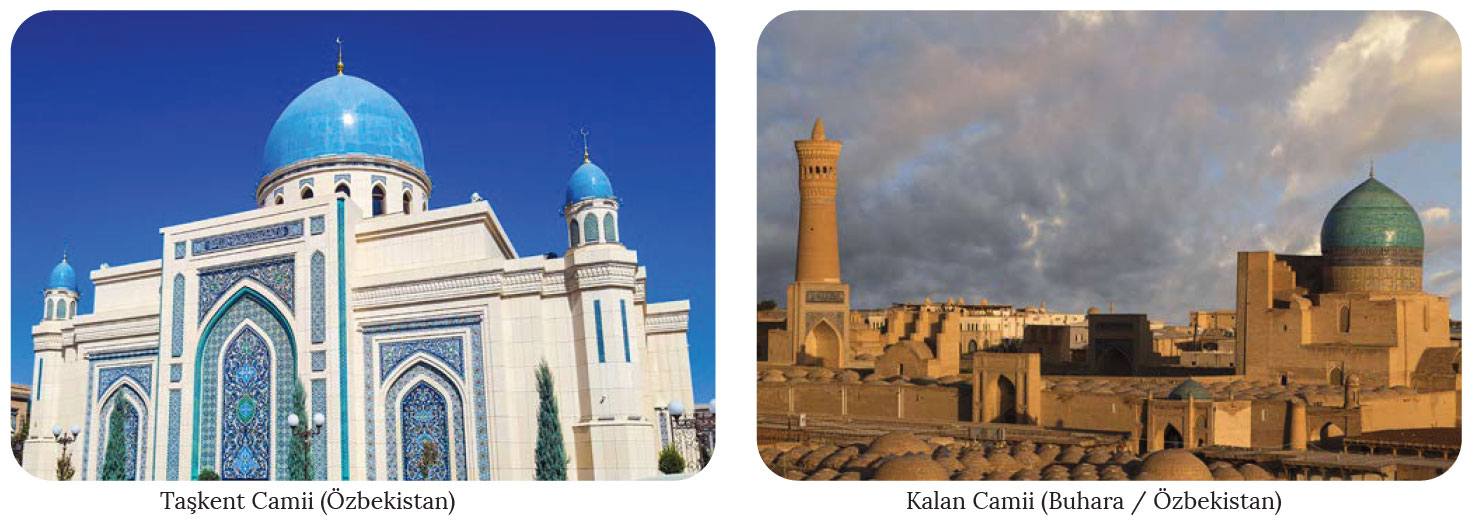 Taşkent Camii (Özbekistan)
Kalan Camii (Buhara / Özbekistan)